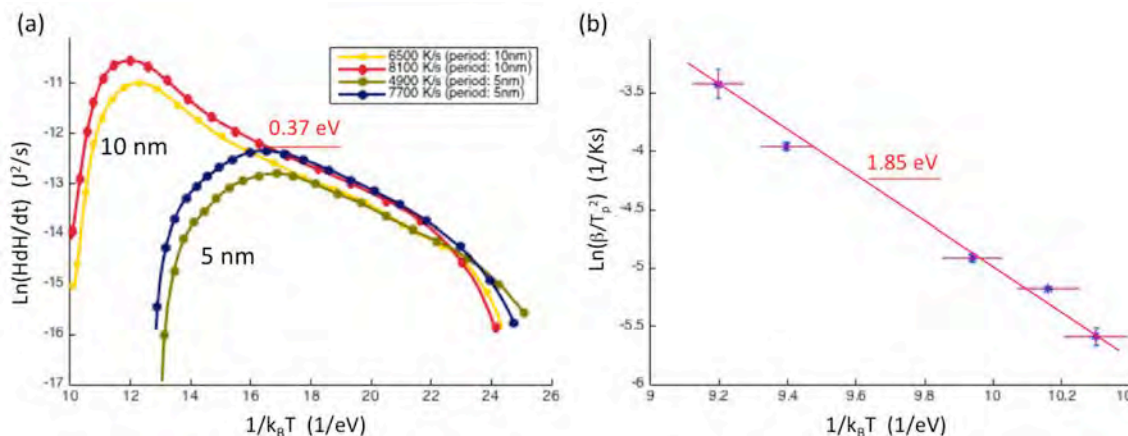 (a)
Ln(HdH/dt) (J²/s)
-11
-12
-13
-14
-15
-16
-17
10 12 14 16 18 20 22 24 26
1/k_BT (1/eV)
6500 K/s (period: 10nm)
8100 K/s (period: 10nm)
4900 K/s (period: 5nm)
7700 K/s (period: 5nm)
0.37 eV
10 nm
5 nm
(b)
Ln(β/T_p²) (1/Ks)
-3.5
-4
-4.5
-5
-5.5
-6
9 9.4 9.6 9.8 10 10.2 10.
1/k_BT (1/eV)
1.85 eV